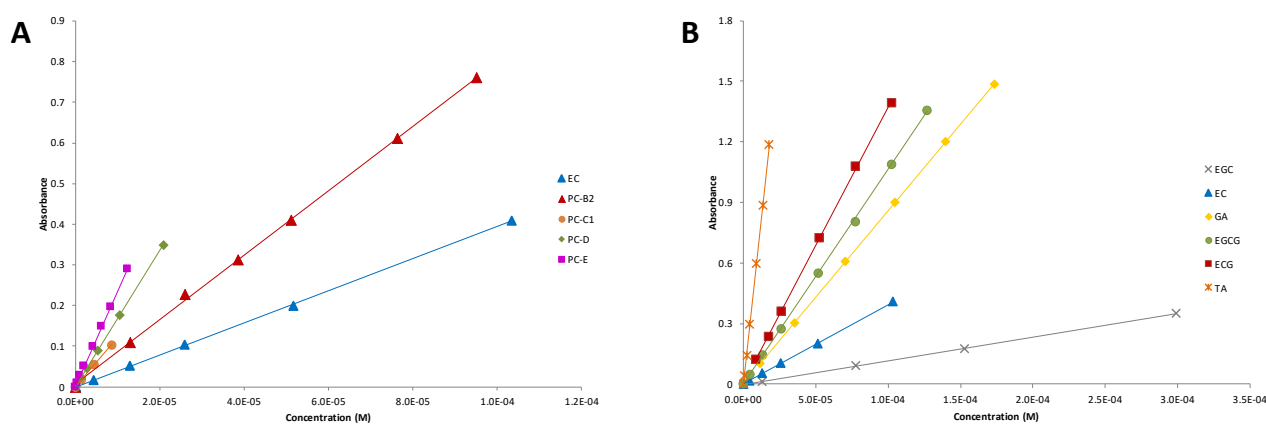 A
Absorbance
0.9
0.8
0.7
0.6
0.5
0.4
0.3
0.2
0.1
0
0.0E+00 2.0E-05 4.0E-05 6.0E-05 8.0E-05 1.0E-04 1.2E-04
Concentration (M)
EC
PC-B2
PC-C1
PC-D
PC-E
B
Absorbance
1.8
1.5
1.2
0.9
0.6
0.3
0
0.0E+00 5.0E-05 1.0E-04 1.5E-04 2.0E-04 2.5E-04 3.0E-04 3.5E-04
Concentration (M)
EGC
EC
GA
EGCG
ECG
TA